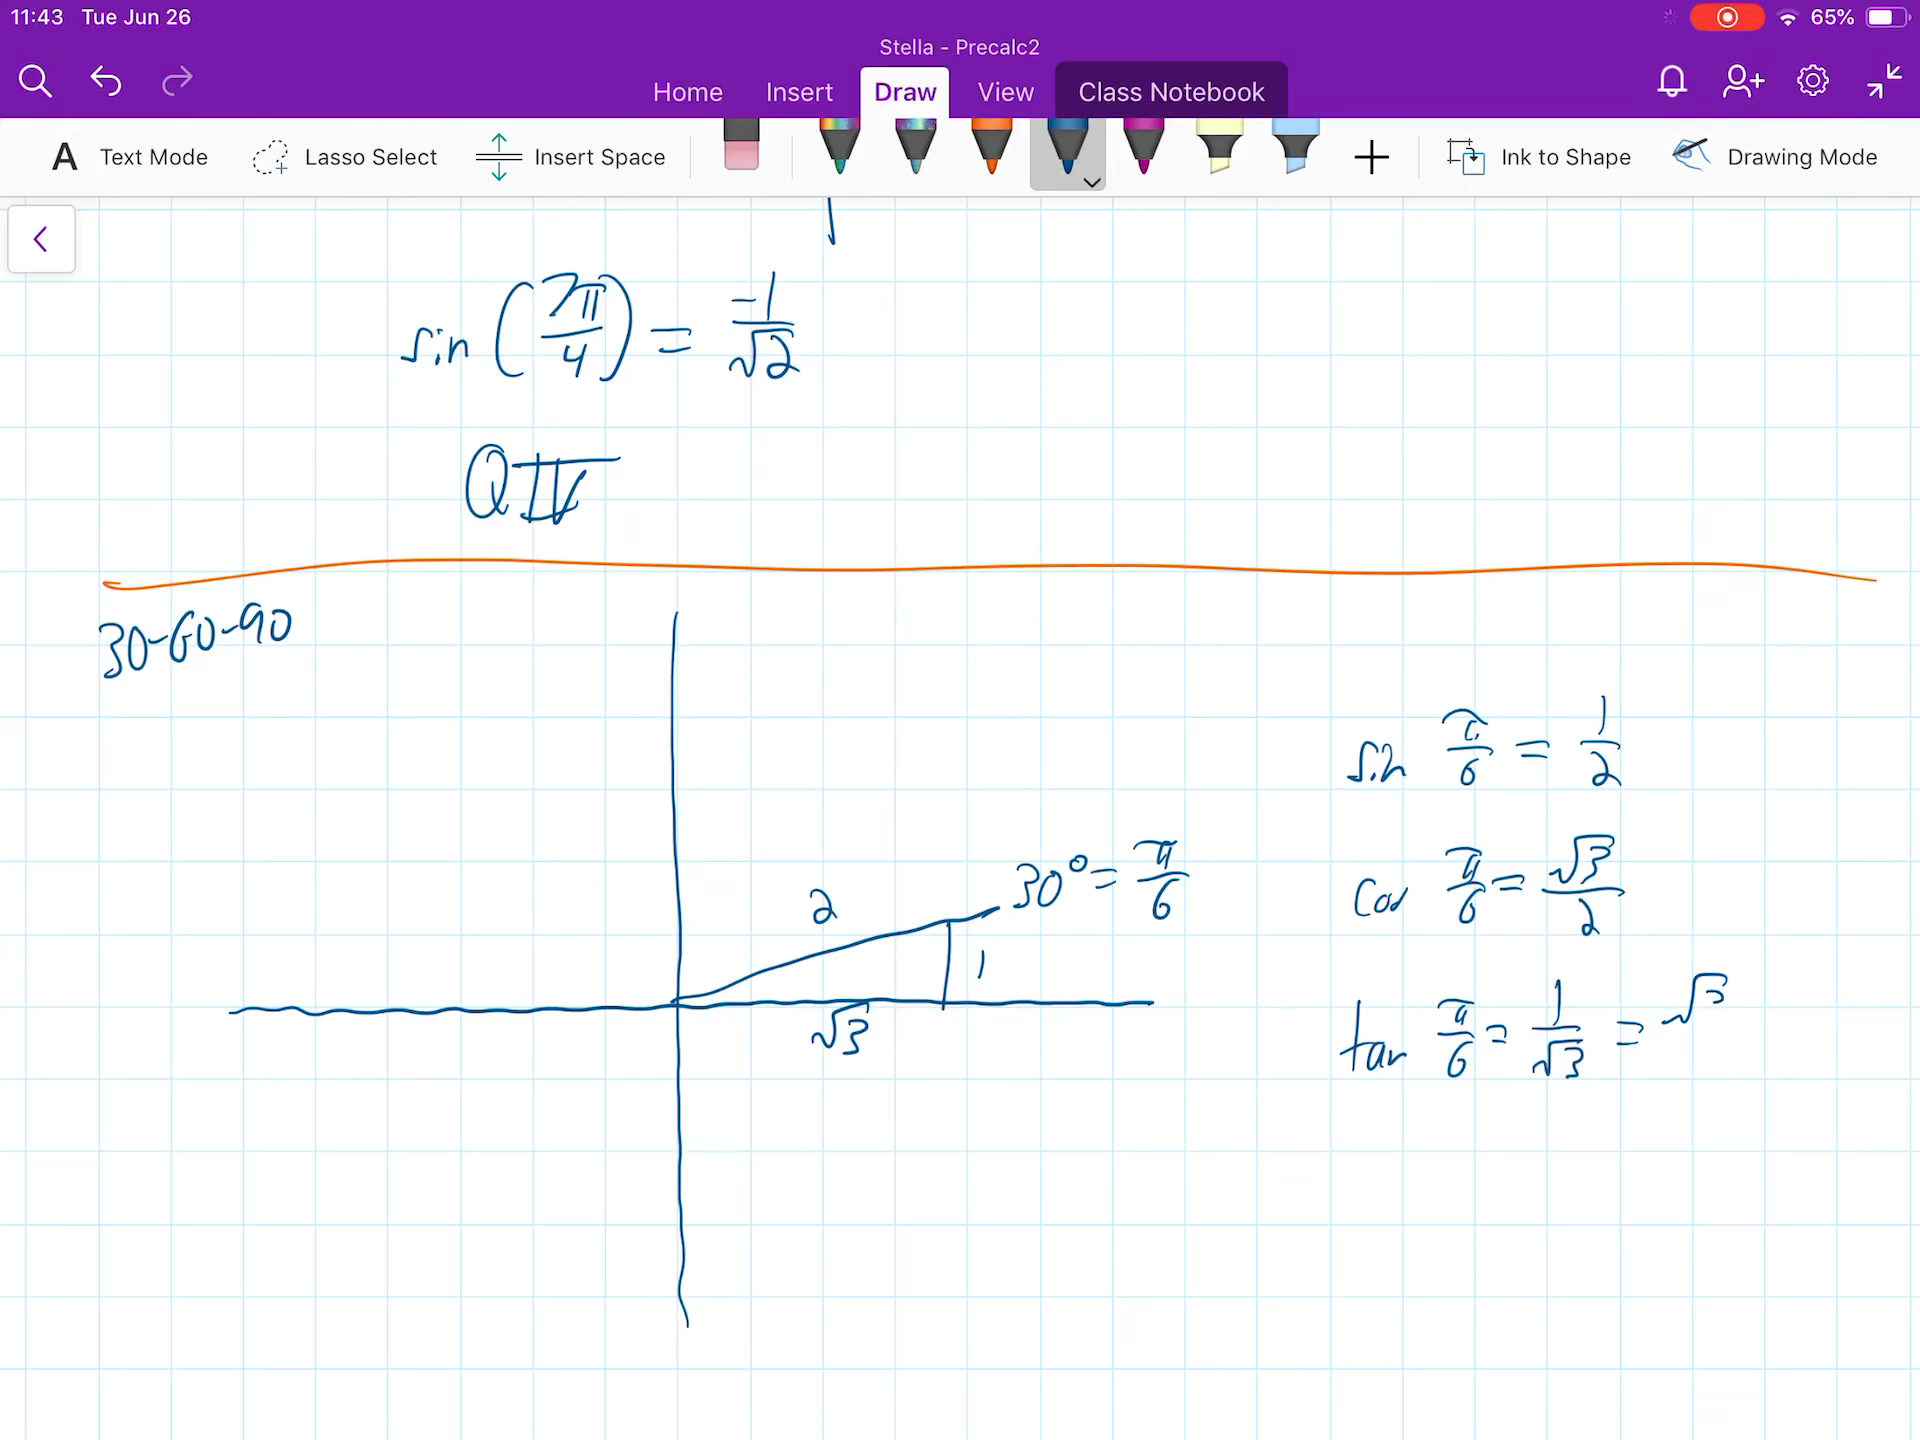 11:43 Tue Jun 26
65%
Stella - Precalc2
Home Insert Draw View Class Notebook
A Text Mode Lasso Select Insert Space Ink to Shape Drawing Mode
sin (7π/4) = -1/√2
QIV
30-60-90
sin π/6 = 1/2
2 30° = π/6
cos π/6 = √3/2
1
√3
tan π/6 = 1/√3 = √3